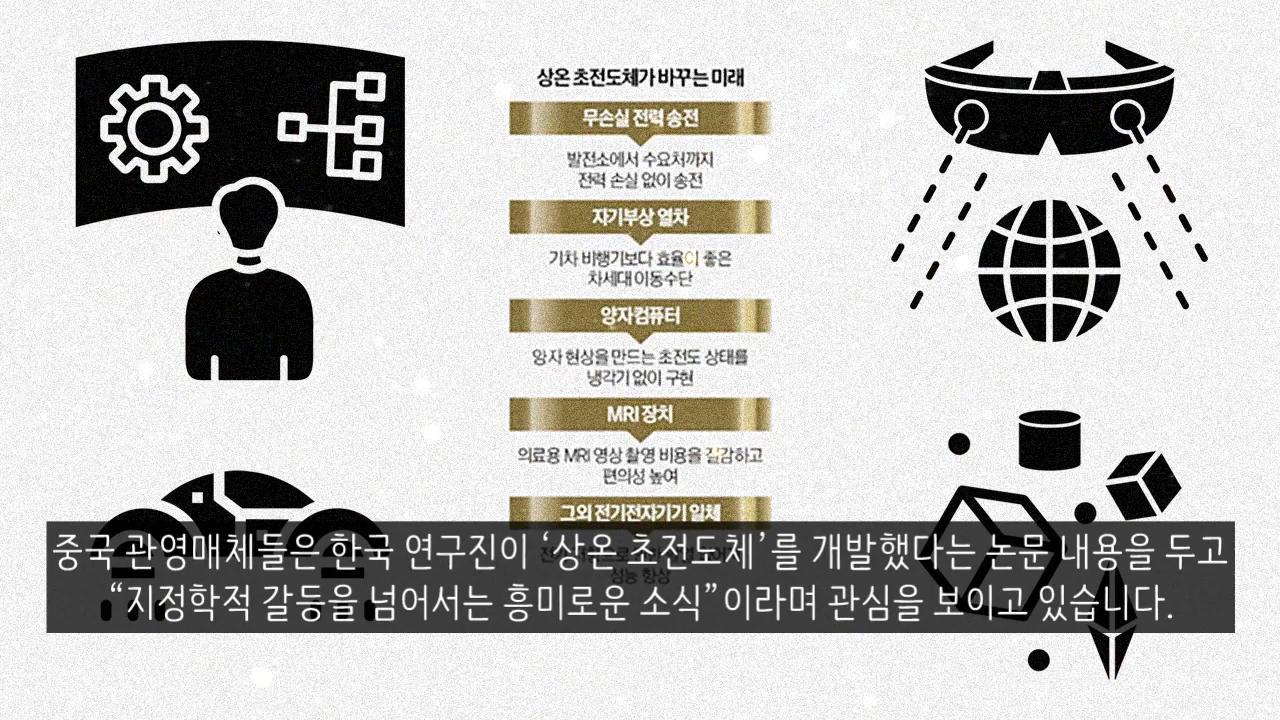 상온 초전도체가 바꾸는 미래
무손실 전력 송전
발전소에서 수요처까지
전력 손실 없이 송전
자기부상 열차
기차 비행기보다 효율이 좋은
차세대 이동수단
양자컴퓨터
양자 현상을 만드는 초전도 상태를
냉각기 없이 구현
MRI 장치
의료용 MRI 영상 촬영 비용을 절감하고
편의성 높여
그외 전기전자기기 일체
성능 향상
중국 관영매체들은 한국 연구진이 ‘상온 초전도체’를 개발했다는 논문 내용을 두고
“지정학적 갈등을 넘어서는 흥미로운 소식”이라며 관심을 보이고 있습니다.